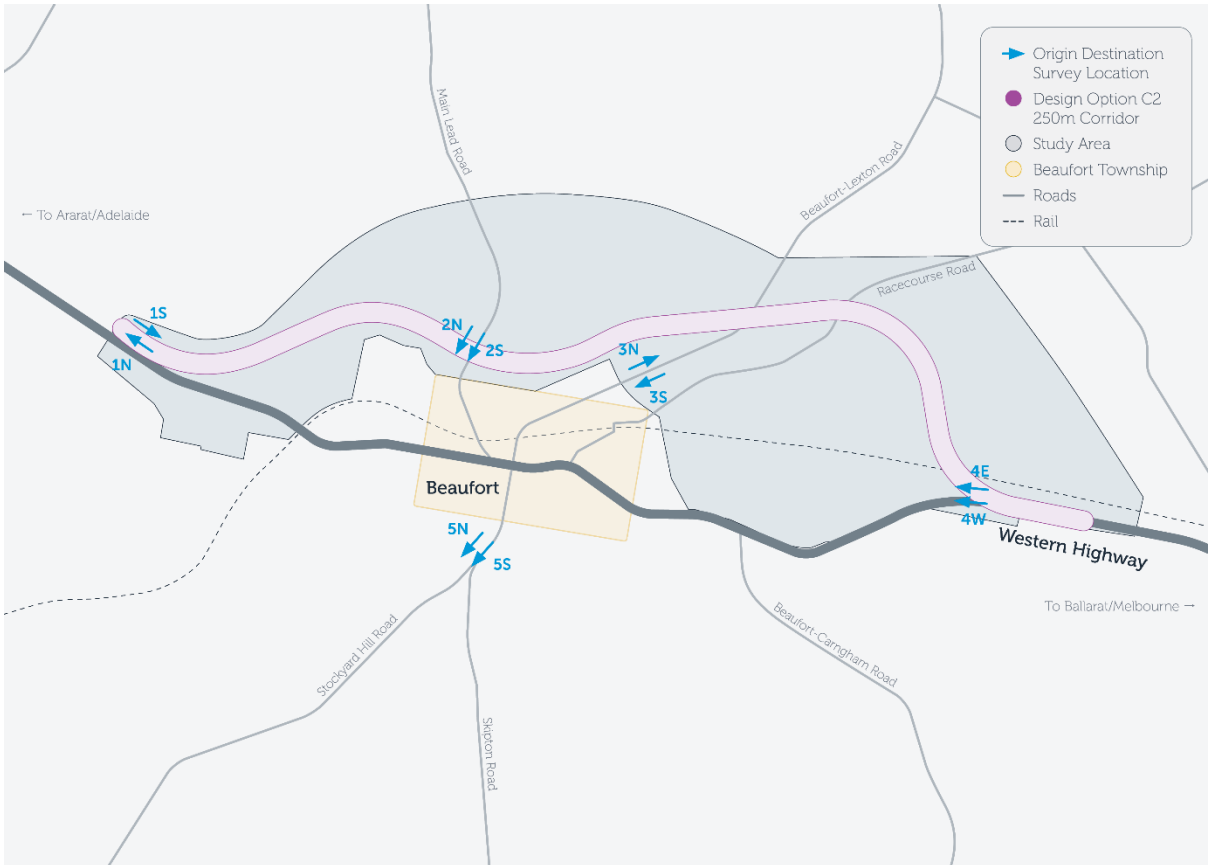 Origin Destination
Survey Location
Design Option C2
250m Corridor
Study Area
Beaufort Township
Roads
Rail
Main Lead Road
Beaufort-Lexton Road
← To Ararat/Adelaide
Racecourse Road
1S
1N
2N
2S
3N
3S
4E
4W
Beaufort
Western Highway
5N
5S
To Ballarat/Melbourne →
Stockyard Hill Road
Beaufort-Carngham Road
Skipton Road